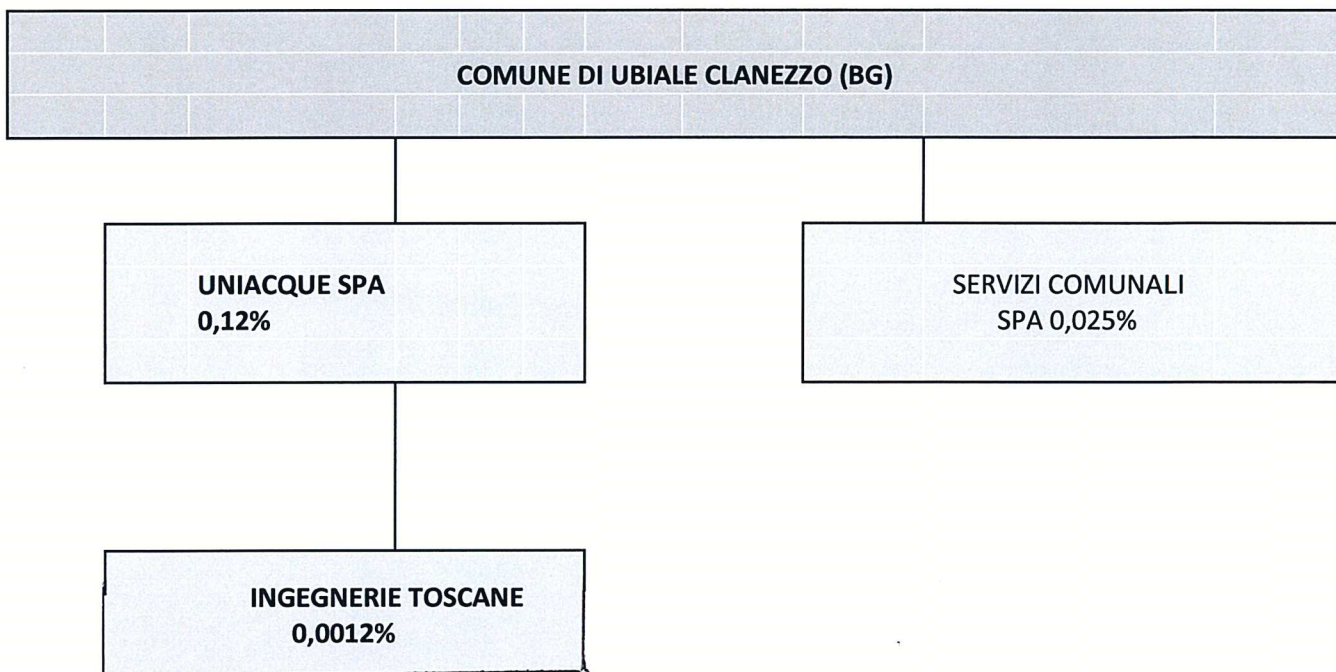 COMUNE DI UBIALE CLANEZZO (BG)
UNIACQUE SPA
0,12%
SERVIZI COMUNALI
SPA 0,025%
INGEGNERIE TOSCANE
0,0012%